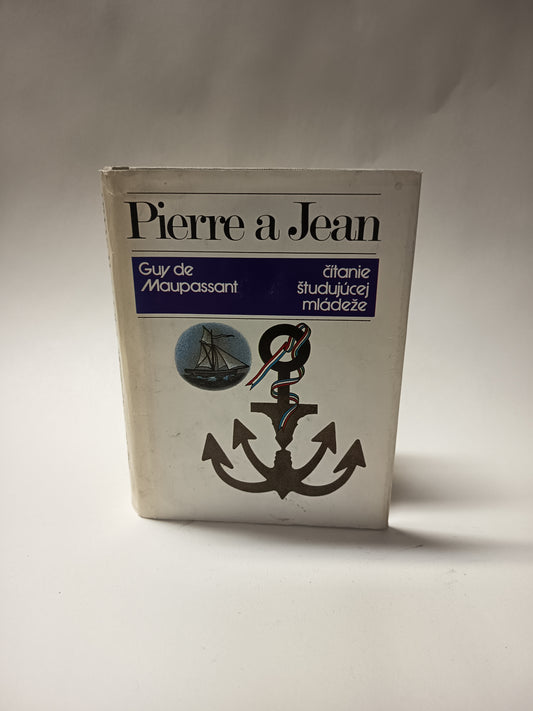 Pierre a Jean
Guy de
Maupassant
čítanie
študujúcej
mládeže